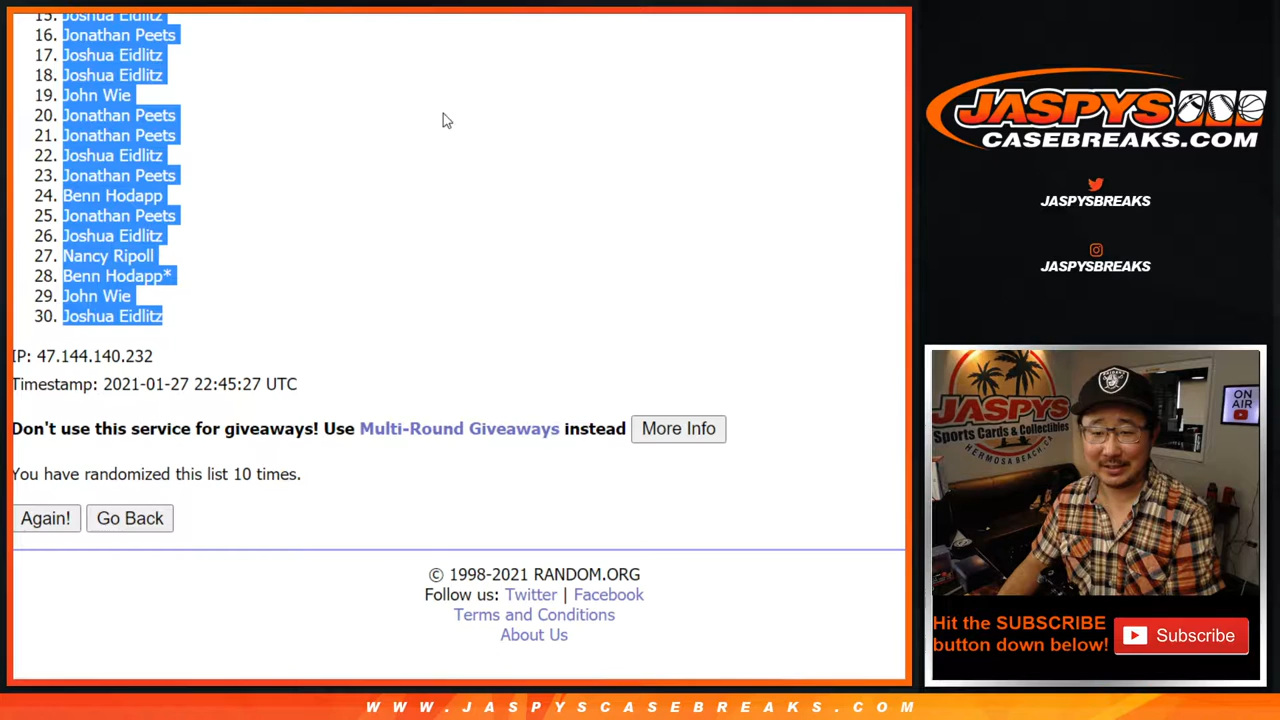 15. Joshua Eidlitz
16. Jonathan Peets
17. Joshua Eidlitz
18. Joshua Eidlitz
19. John Wie
20. Jonathan Peets
21. Jonathan Peets
22. Joshua Eidlitz
23. Jonathan Peets
24. Benn Hodapp
25. Jonathan Peets
26. Joshua Eidlitz
27. Nancy Ripoll
28. Benn Hodapp*
29. John Wie
30. Joshua Eidlitz
IP: 47.144.140.232
Timestamp: 2021-01-27 22:45:27 UTC
Don't use this service for giveaways! Use Multi-Round Giveaways instead More Info
You have randomized this list 10 times.
Again! Go Back
© 1998-2021 RANDOM.ORG
Follow us: Twitter | Facebook
Terms and Conditions
About Us
JASPYS
CASEBREAKS.COM
JASPYSBREAKS
JASPYSBREAKS
JASPYS
Sports Cards & Collectibles
HERMOSA BEACH, CA
RAIDERS
ON
AIR
Hit the SUBSCRIBE
button down below!
Subscribe
WWW.JASPYSCASEBREAKS.COM